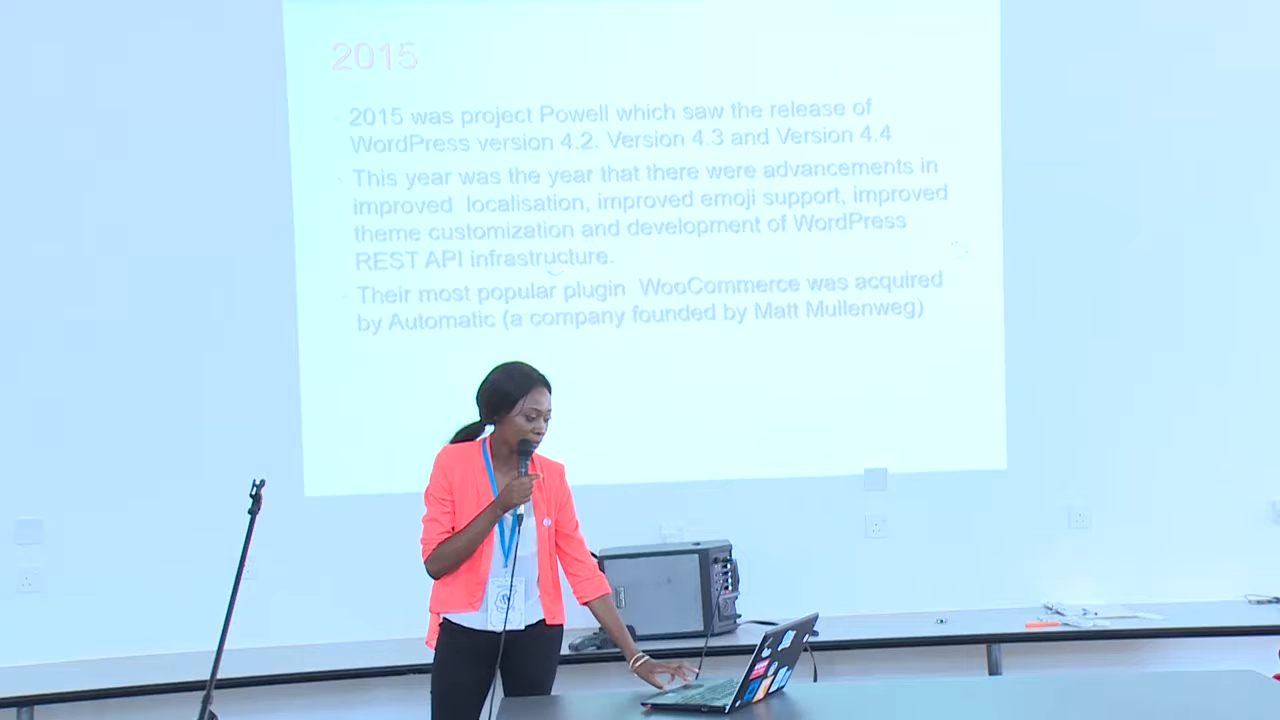 2015
2015 was project Powell which saw the release of
WordPress version 4.2. Version 4.3 and Version 4.4
This year was the year that there were advancements in
improved localisation, improved emoji support, improved
theme customization and development of WordPress
REST API infrastructure.
Their most popular plugin WooCommerce was acquired
by Automatic (a company founded by Matt Mullenweg)